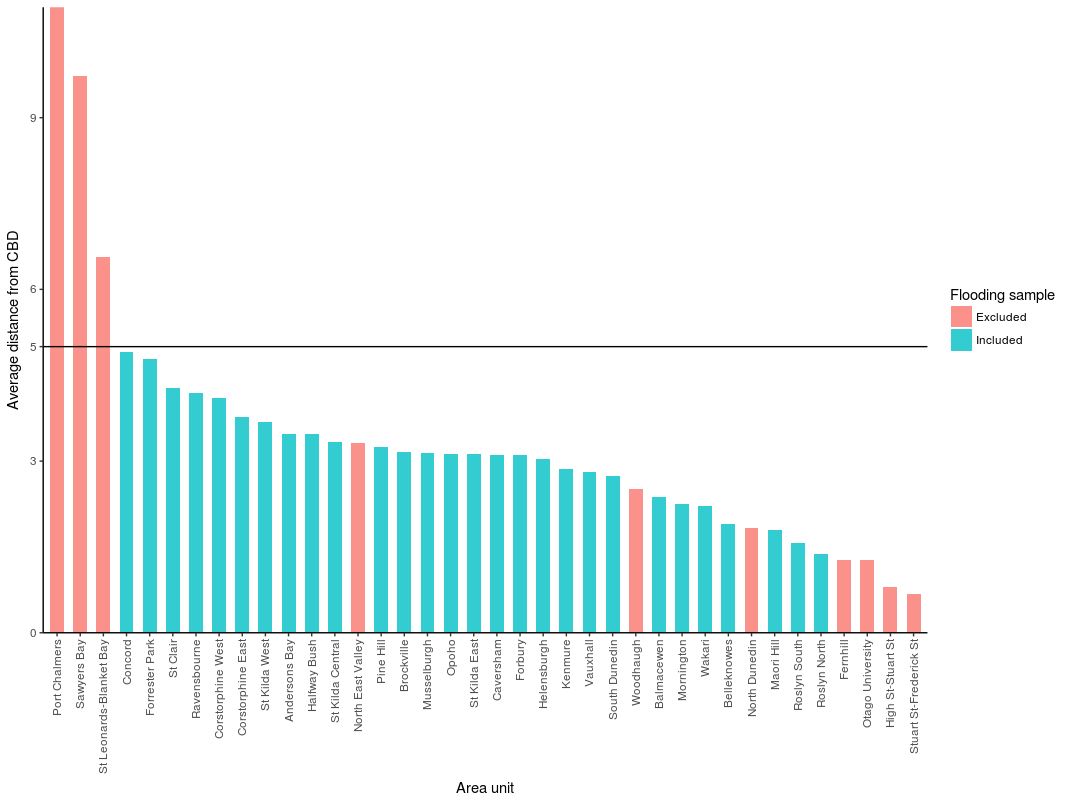 Average distance from CBD
9
6
5
3
0
Port Chalmers
Sawyers Bay
St Leonards-Blanket Bay
Concord
Forrester Park
St Clair
Ravensbourne
Corstorphine West
Corstorphine East
St Kilda West
Andersons Bay
Halfway Bush
St Kilda Central
North East Valley
Pine Hill
Brockville
Musselburgh
Opoho
St Kilda East
Caversham
Forbury
Helensburgh
Kenmure
Vauxhall
South Dunedin
Woodhaugh
Balmacewen
Mornington
Wakari
Belleknowes
North Dunedin
Maori Hill
Roslyn South
Roslyn North
Fernhill
Otago University
High St-Stuart St
Stuart St-Frederick St
Area unit
Flooding sample
Excluded
Included